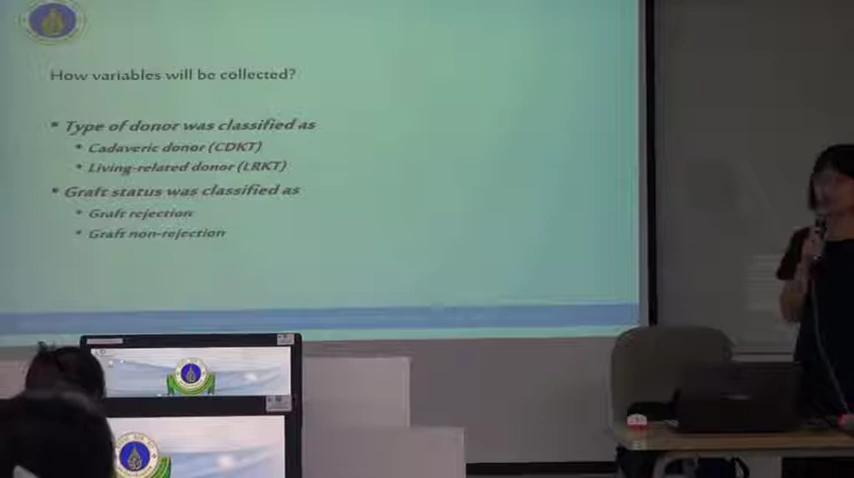 How variables will be collected?
* Type of donor was classified as
* Cadaveric donor (CDKT)
* Living-related donor (LRKT)
* Graft status was classified as
* Graft rejection
* Graft non-rejection